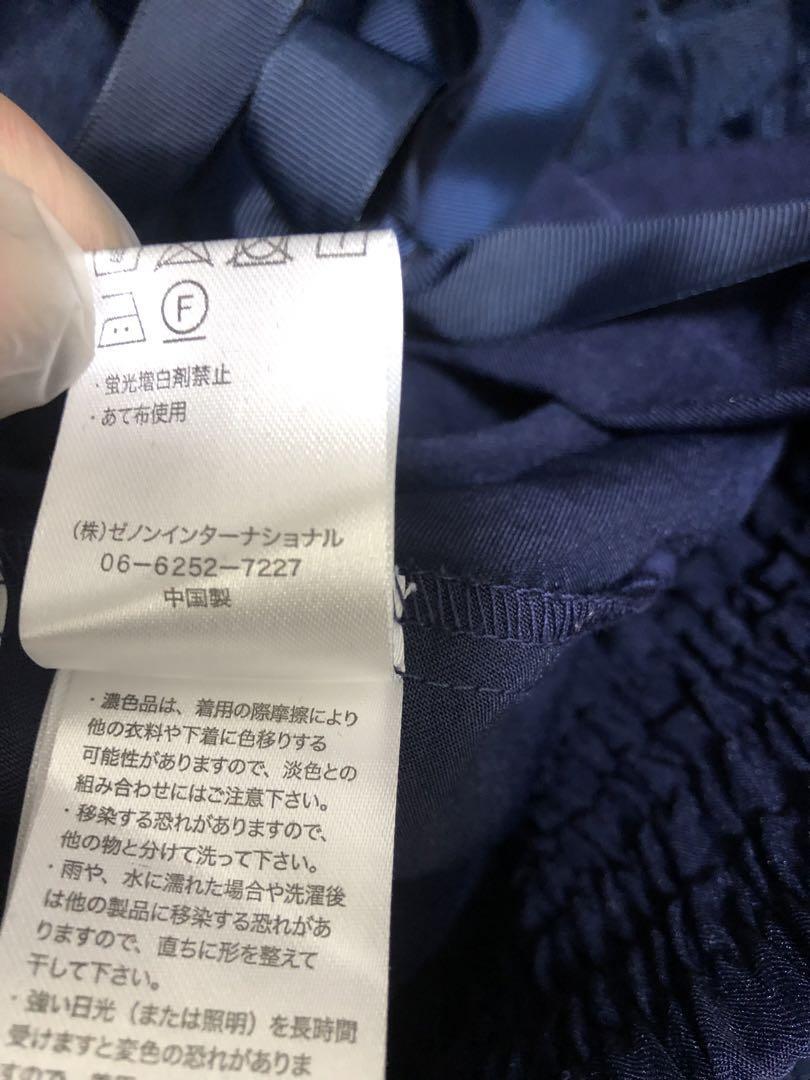 F
・蛍光増白剤禁止
・あて布使用
(株)ゼノンインターナショナル
06-6252-7227
中国製
・濃色品は、着用の際摩擦により
他の衣料や下着に色移りする
可能性がありますので、淡色との
組み合わせにはご注意下さい。
・移染する恐れがありますので、
他の物と分けて洗って下さい。
・雨や、水に濡れた場合や洗濯後
は他の製品に移染する恐れがあ
りますので、直ちに形を整えて
干して下さい。
・強い日光(または照明)を長時間
受けますと変色の恐れがありま
すので、着用